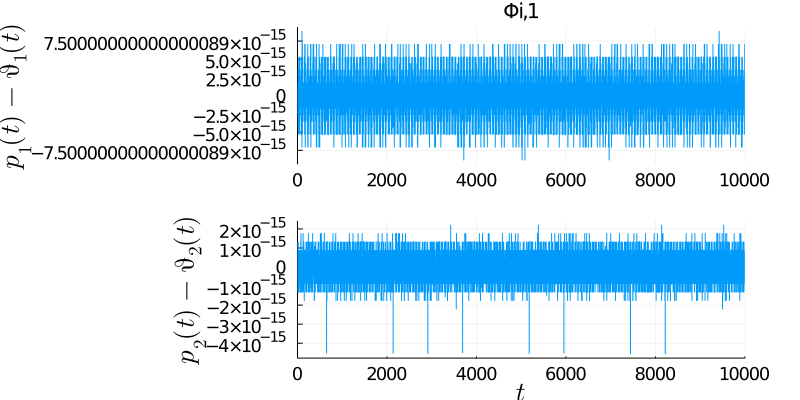 Φi,1
p₁(t) − ϑ₁(t)
7.500000000000000089×10⁻¹⁵
5.0×10⁻¹⁵
2.5×10⁻¹⁵
0
−2.5×10⁻¹⁵
−5.0×10⁻¹⁵
−7.500000000000000089×10⁻¹⁵
0 2000 4000 6000 8000 10000
p₂(t) − ϑ₂(t)
2×10⁻¹⁵
1×10⁻¹⁵
0
−1×10⁻¹⁵
−2×10⁻¹⁵
−3×10⁻¹⁵
−4×10⁻¹⁵
0 2000 4000 6000 8000 10000
t